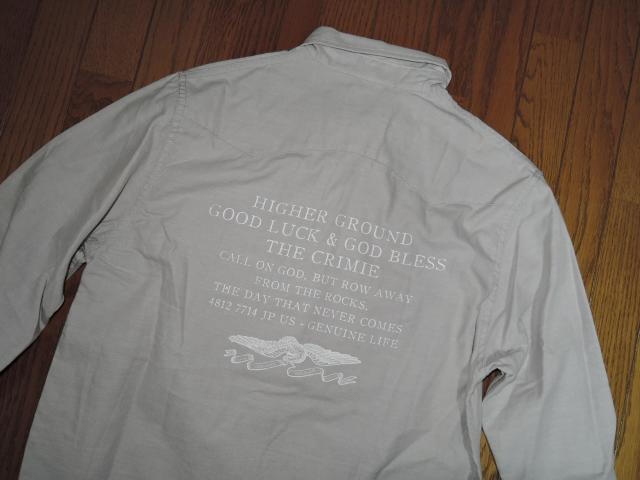 HIGHER GROUND
GOOD LUCK & GOD BLESS
THE CRIMIE
CALL ON GOD, BUT ROW AWAY
FROM THE ROCKS.
THE DAY THAT NEVER COMES
4812 7714 JP US - GENUINE LIFE